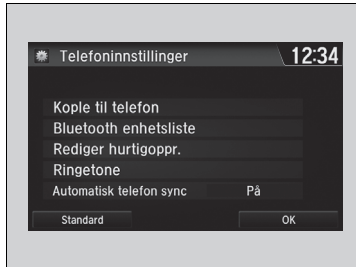 Telefoninnstillinger 12:34
Kople til telefon
Bluetooth enhetsliste
Rediger hurtigoppr.
Ringetone
Automatisk telefon sync På
Standard OK